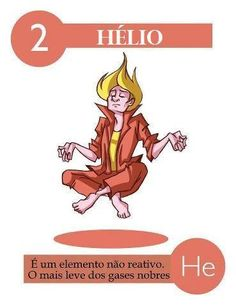 2
HÉLIO
É um elemento não reativo.
O mais leve dos gases nobres
He